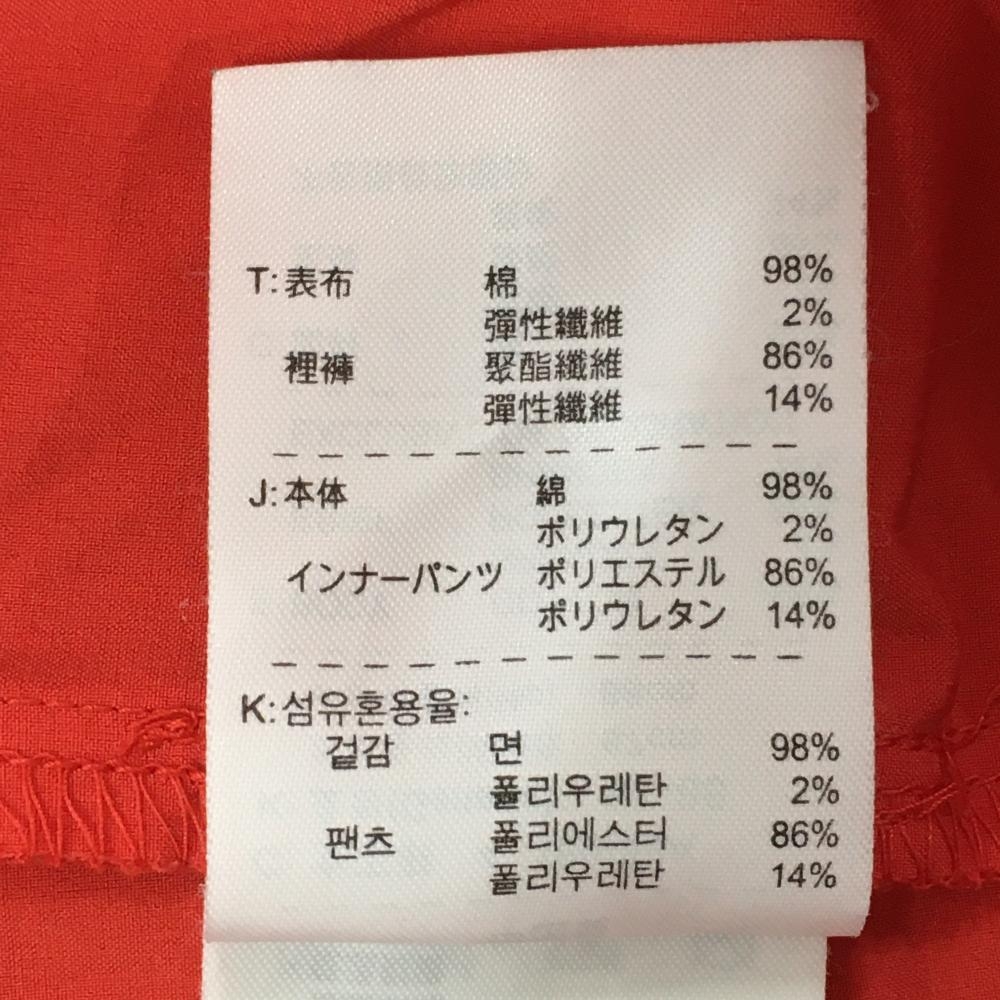 T: 表布 棉 98%
彈性纖維 2%
裡褲 聚酯纖維 86%
彈性纖維 14%
J: 本体 綿 98%
ポリウレタン 2%
インナーパンツ ポリエステル 86%
ポリウレタン 14%
K: 섬유혼용율:
겉감 면 98%
폴리우레탄 2%
팬츠 폴리에스터 86%
폴리우레탄 14%